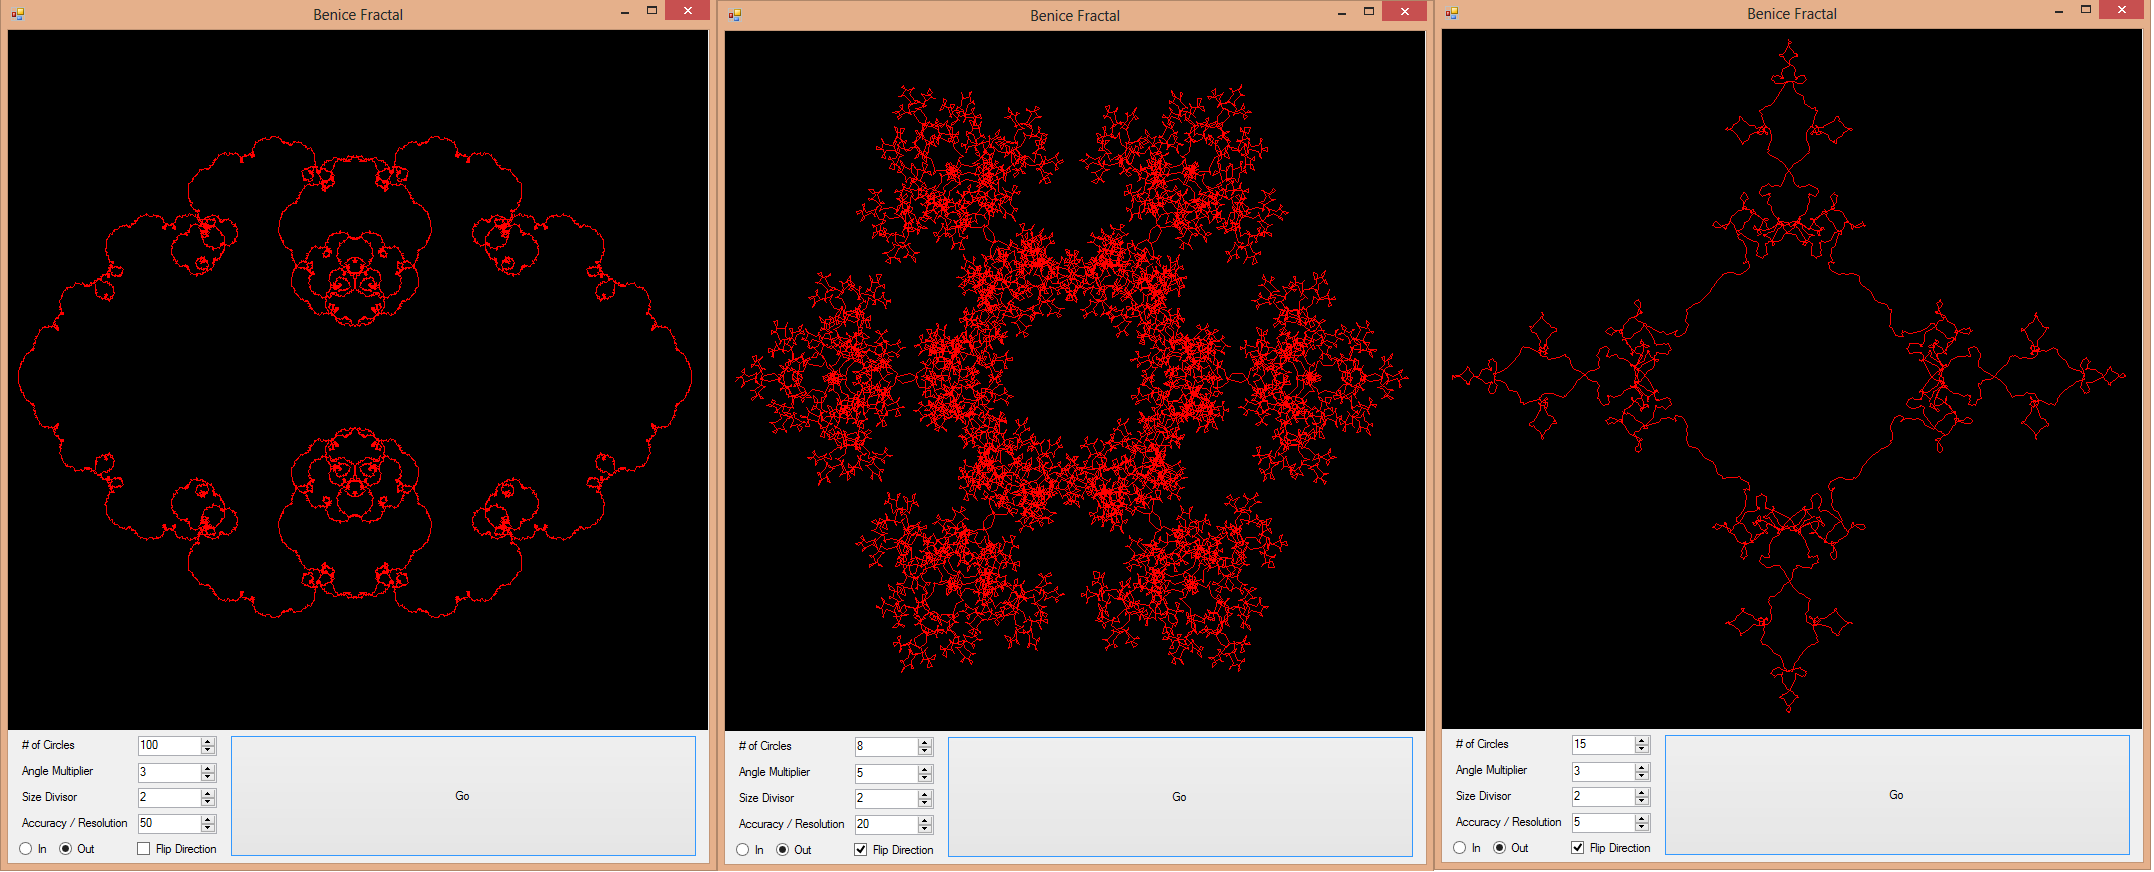 Benice Fractal
# of Circles 100
Angle Multiplier 3
Size Divisor 2
Accuracy / Resolution 50
In Out Flip Direction
Go
Benice Fractal
# of Circles 8
Angle Multiplier 5
Size Divisor 2
Accuracy / Resolution 20
In Out Flip Direction
Go
Benice Fractal
# of Circles 15
Angle Multiplier 3
Size Divisor 2
Accuracy / Resolution 5
In Out Flip Direction
Go